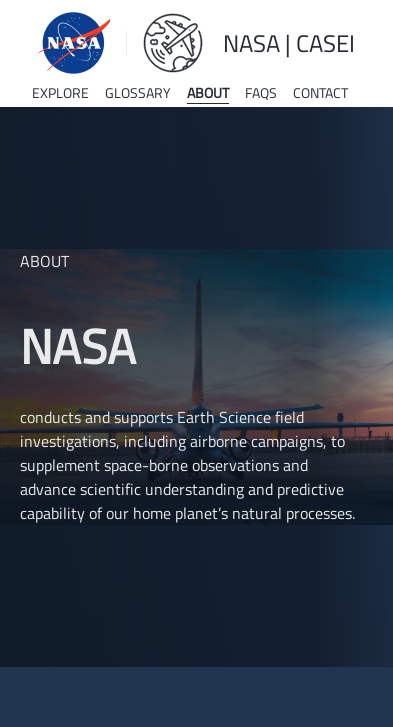 NASA
NASA | CASEI
EXPLORE GLOSSARY ABOUT FAQS CONTACT
ABOUT
NASA
conducts and supports Earth Science field
investigations, including airborne campaigns, to
supplement space-borne observations and
advance scientific understanding and predictive
capability of our home planet’s natural processes.